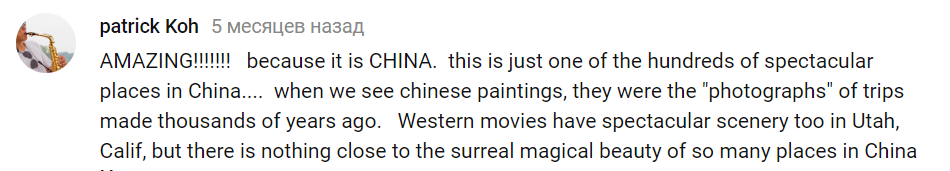 patrick Koh 5 месяцев назад
AMAZING!!!!!!! because it is CHINA. this is just one of the hundreds of spectacular
places in China.... when we see chinese paintings, they were the "photographs" of trips
made thousands of years ago. Western movies have spectacular scenery too in Utah,
Calif, but there is nothing close to the surreal magical beauty of so many places in China